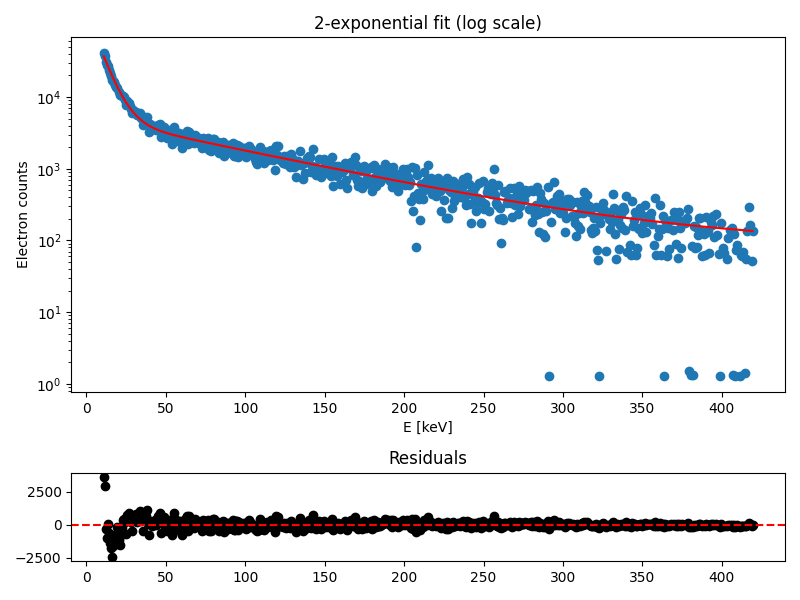 2-exponential fit (log scale)
Electron counts
10⁴
10³
10²
10¹
10⁰
0 50 100 150 200 250 300 350 400
E [keV]
Residuals
2500
0
−2500
0 50 100 150 200 250 300 350 400